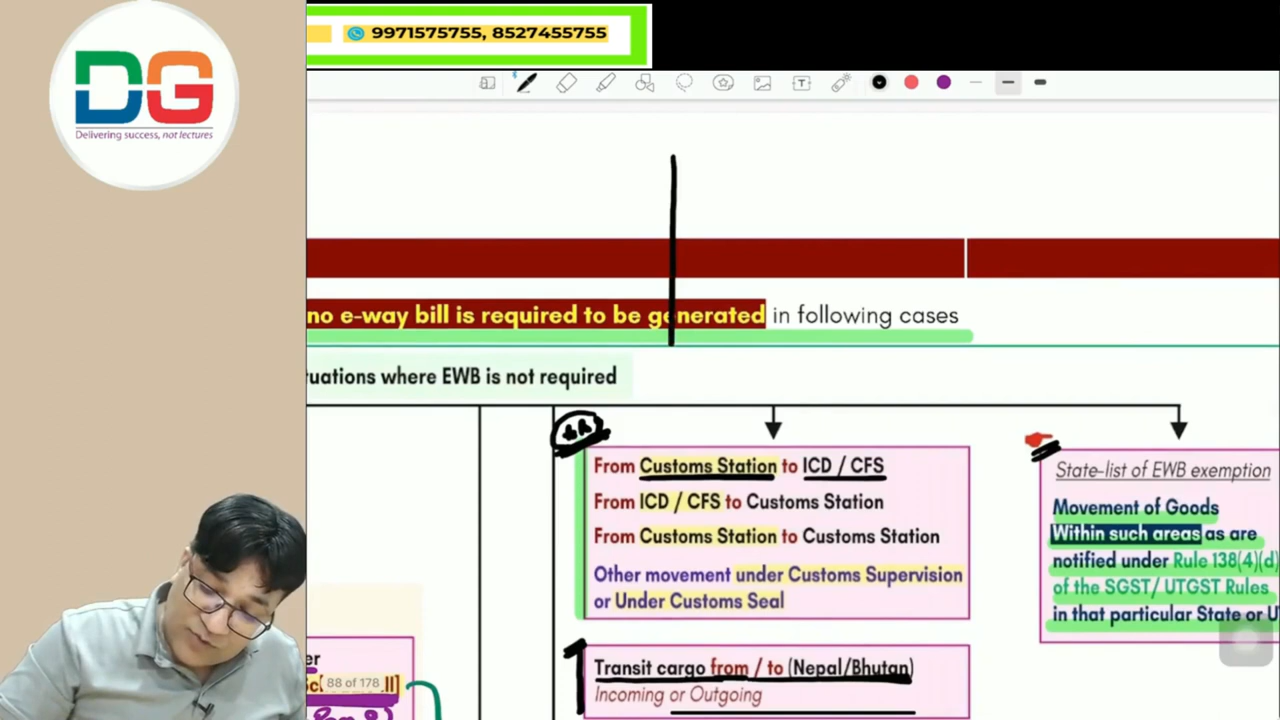 DG
Delivering success, not lectures
9971575755, 8527455755
T
no e-way bill is required to be generated in following cases
tuations where EWB is not required
From Customs Station to ICD / CFS
From ICD / CFS to Customs Station
From Customs Station to Customs Station
Other movement under Customs Supervision
or Under Customs Seal
Transit cargo from / to (Nepal/Bhutan)
Incoming or Outgoing
State-list of EWB exemption
Movement of Goods
Within such areas as are
notified under Rule 138(4)(d)
of the SGST/ UTGST Rules
in that particular State or U
er
88 of 178